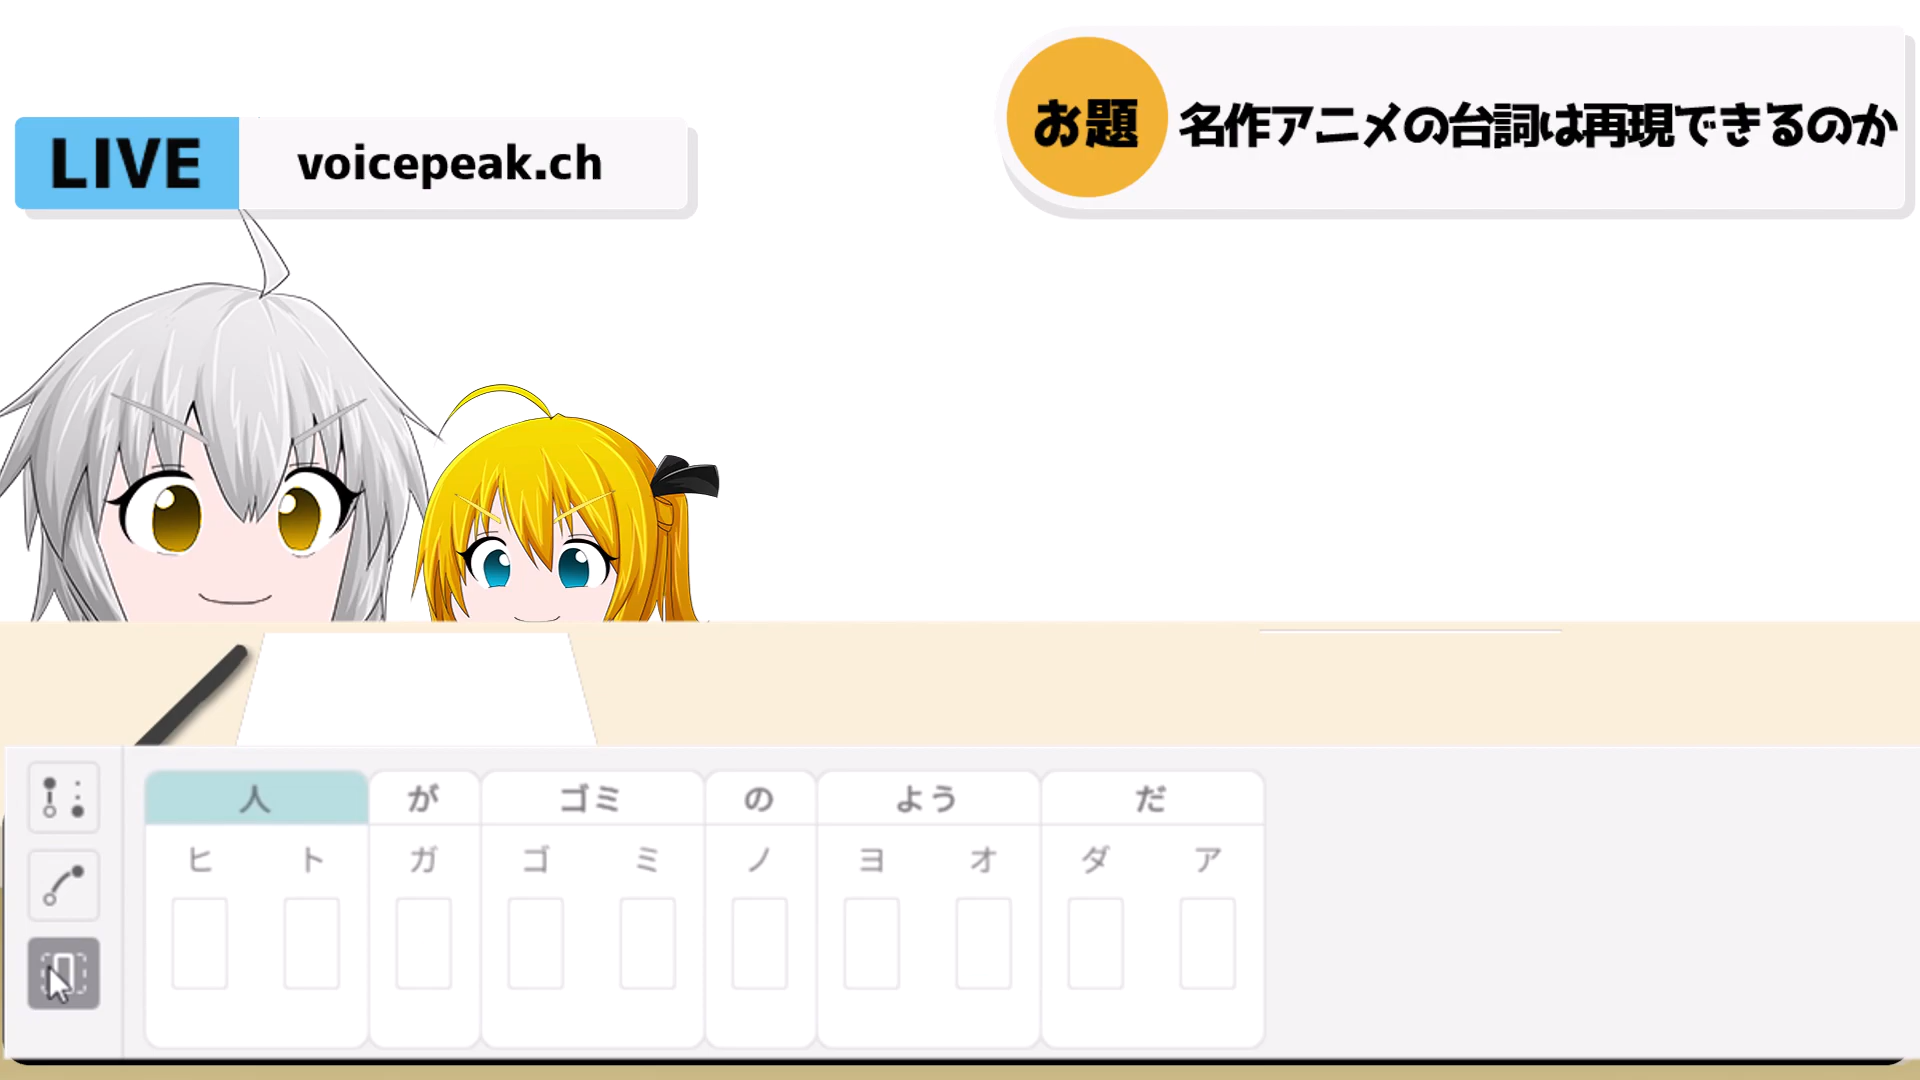 お題 名作アニメの台詞は再現できるのか
LIVE voicepeak.ch
人 が ゴミ の よう だ
ヒ ト ガ ゴ ミ ノ ヨ オ ダ ア